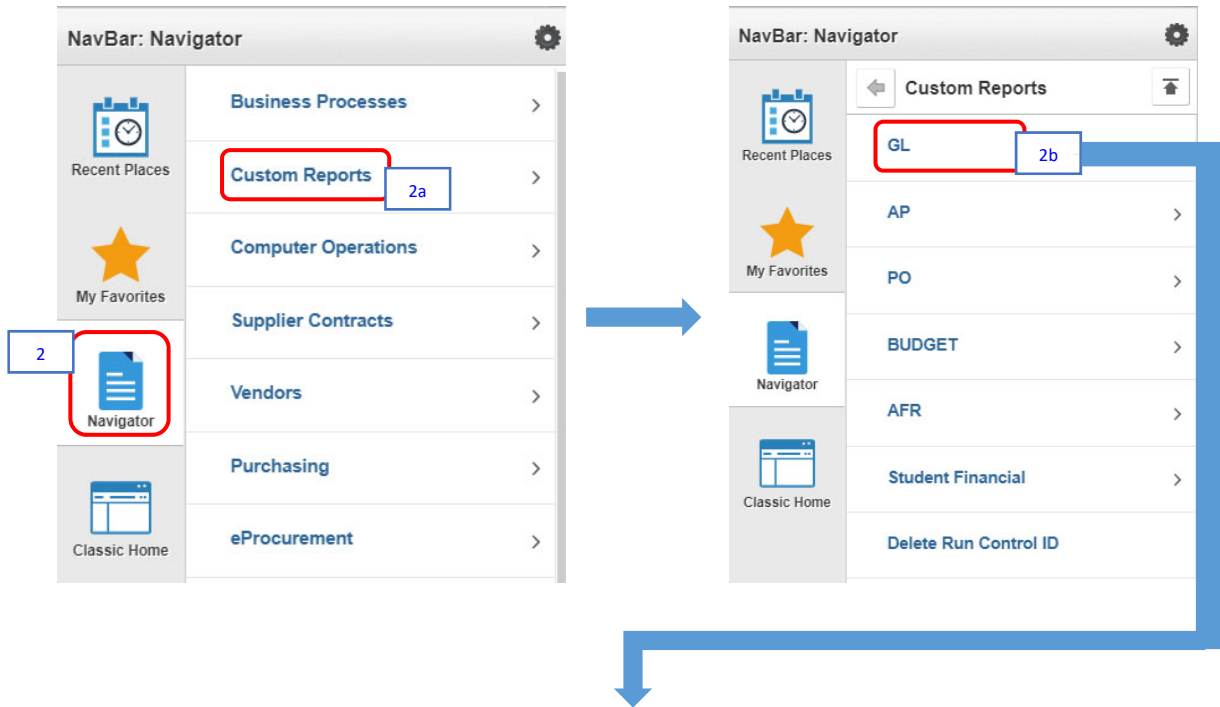 NavBar: Navigator
Recent Places
My Favorites
2
Navigator
Classic Home
Business Processes
Custom Reports
2a
Computer Operations
Supplier Contracts
Vendors
Purchasing
eProcurement
NavBar: Navigator
Recent Places
My Favorites
Navigator
Classic Home
Custom Reports
GL
2b
AP
PO
BUDGET
AFR
Student Financial
Delete Run Control ID